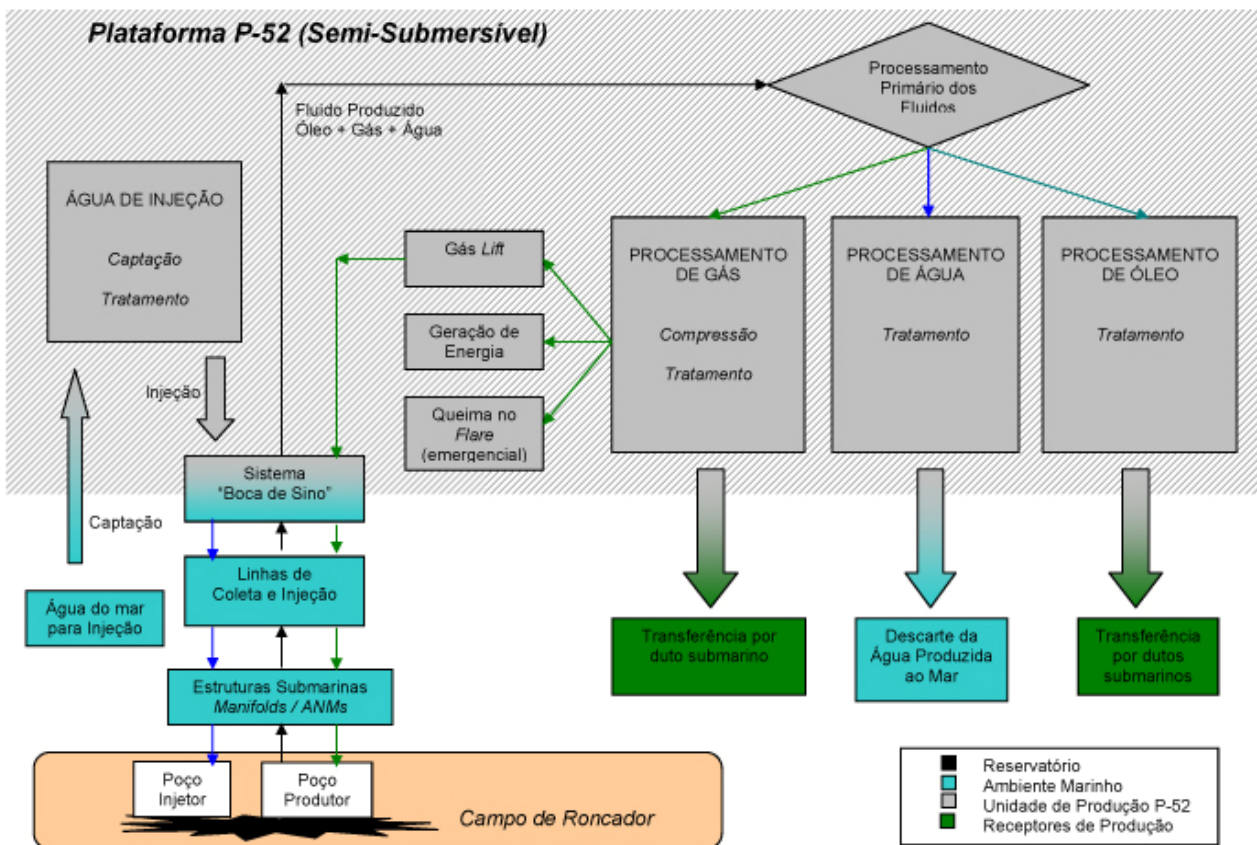 Plataforma P-52 (Semi-Submersível)
Processamento
Primário dos
Fluidos
Fluido Produzido
Óleo + Gás + Água
ÁGUA DE INJEÇÃO
Captação
Tratamento
Gás Lift
Geração de
Energia
Queima no
Flare
(emergencial)
PROCESSAMENTO
DE GÁS
Compressão
Tratamento
PROCESSAMENTO
DE ÁGUA
Tratamento
PROCESSAMENTO
DE ÓLEO
Tratamento
Injeção
Sistema
“Boca de Sino”
Captação
Linhas de
Coleta e Injeção
Água do mar
para Injeção
Transferência por
duto submarino
Descarte da
Água Produzida
ao Mar
Transferência
por dutos
submarinos
Estruturas Submarinas
Manifolds / ANMs
Poço
Injetor
Poço
Produtor
Campo de Roncador
Reservatório
Ambiente Marinho
Unidade de Produção P-52
Receptores de Produção